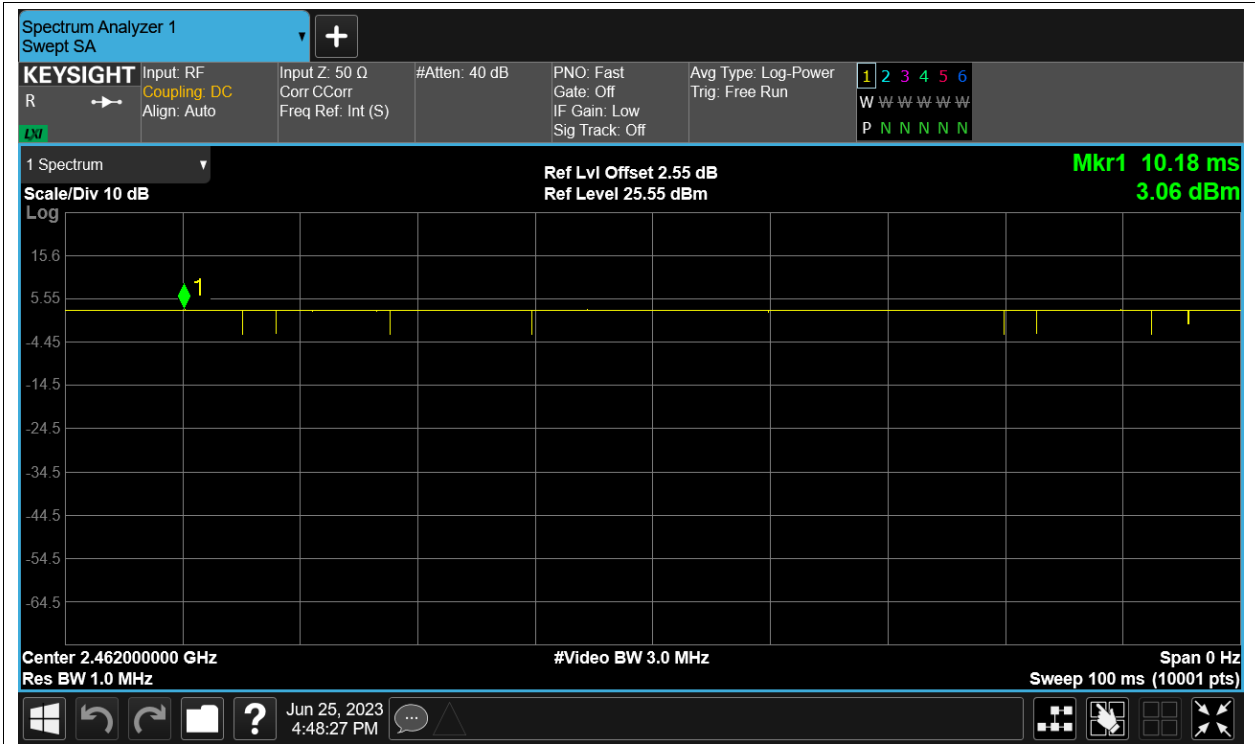 Spectrum Analyzer 1
Swept SA
KEYSIGHT
R
LXI
Input: RF
Coupling: DC
Align: Auto
Input Z: 50 Ω
Corr CCorr
Freq Ref: Int (S)
#Atten: 40 dB
PNO: Fast
Gate: Off
IF Gain: Low
Sig Track: Off
Avg Type: Log-Power
Trig: Free Run
1 2 3 4 5 6
W W W W W W
P N N N N N
1 Spectrum
Scale/Div 10 dB
Ref Lvl Offset 2.55 dB
Ref Level 25.55 dBm
Mkr1 10.18 ms
3.06 dBm
Log
15.6
5.55
-4.45
-14.5
-24.5
-34.5
-44.5
-54.5
-64.5
1
Center 2.462000000 GHz
Res BW 1.0 MHz
#Video BW 3.0 MHz
Span 0 Hz
Sweep 100 ms (10001 pts)
?
Jun 25, 2023
4:48:27 PM